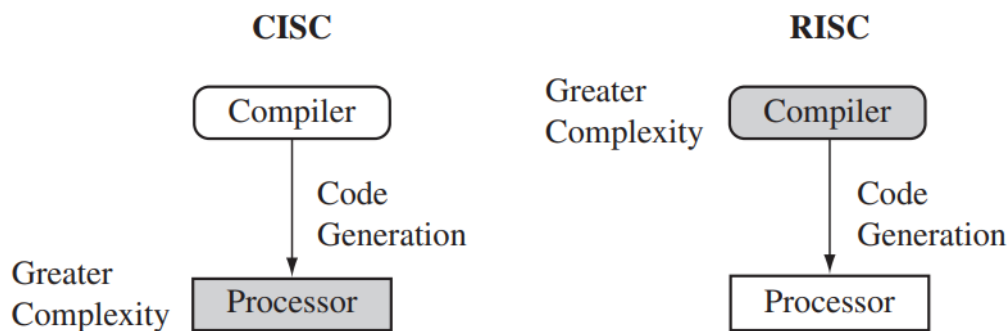 CISC
Compiler
Code
Generation
Greater
Complexity
Processor
RISC
Greater
Complexity
Compiler
Code
Generation
Processor